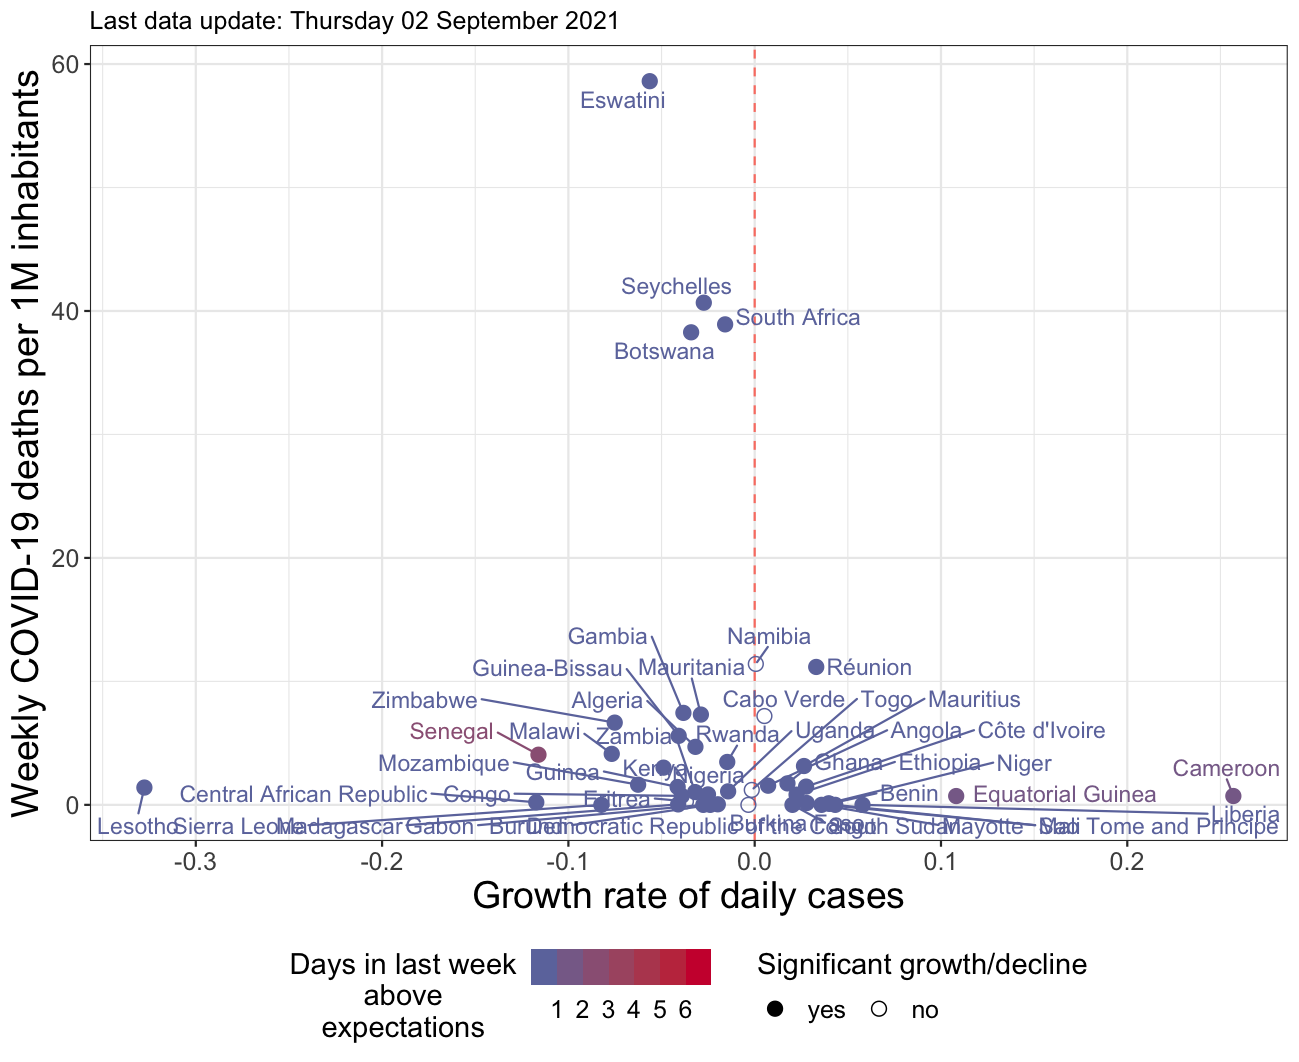 Last data update: Thursday 02 September 2021
Weekly COVID-19 deaths per 1M inhabitants
60
40
20
0
Eswatini
Seychelles
South Africa
Botswana
Gambia
Namibia
Guinea-Bissau
Mauritania
Réunion
Zimbabwe
Algeria
Cabo Verde
Togo
Mauritius
Senegal
Malawi
Zambia
Rwanda
Uganda
Angola
Côte d'Ivoire
Mozambique
Guinea
Kenya
Nigeria
Ghana
Ethiopia
Niger
Cameroon
Central African Republic
Congo
Eritrea
Benin
Equatorial Guinea
Liberia
Lesotho
Sierra Leone
Madagascar
Gabon
Burundi
Democratic Republic of the Congo
Burkina Faso
South Sudan
Mayotte
Mali
Sao Tome and Principe
-0.3
-0.2
-0.1
0.0
0.1
0.2
Growth rate of daily cases
Days in last week
above
expectations
1 2 3 4 5 6
Significant growth/decline
yes
no